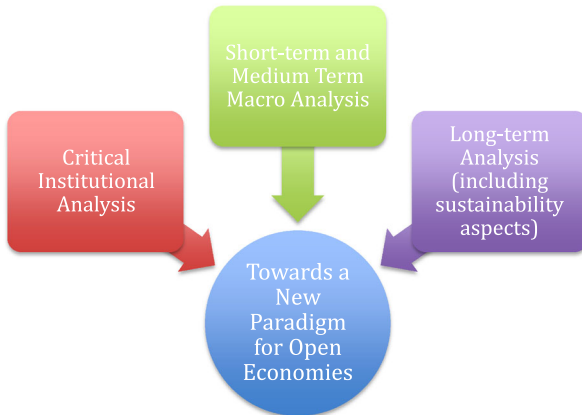 Short-term and
Medium Term
Macro Analysis
Critical
Institutional
Analysis
Long-term
Analysis
(including
sustainability
aspects)
Towards a
New
Paradigm
for Open
Economies